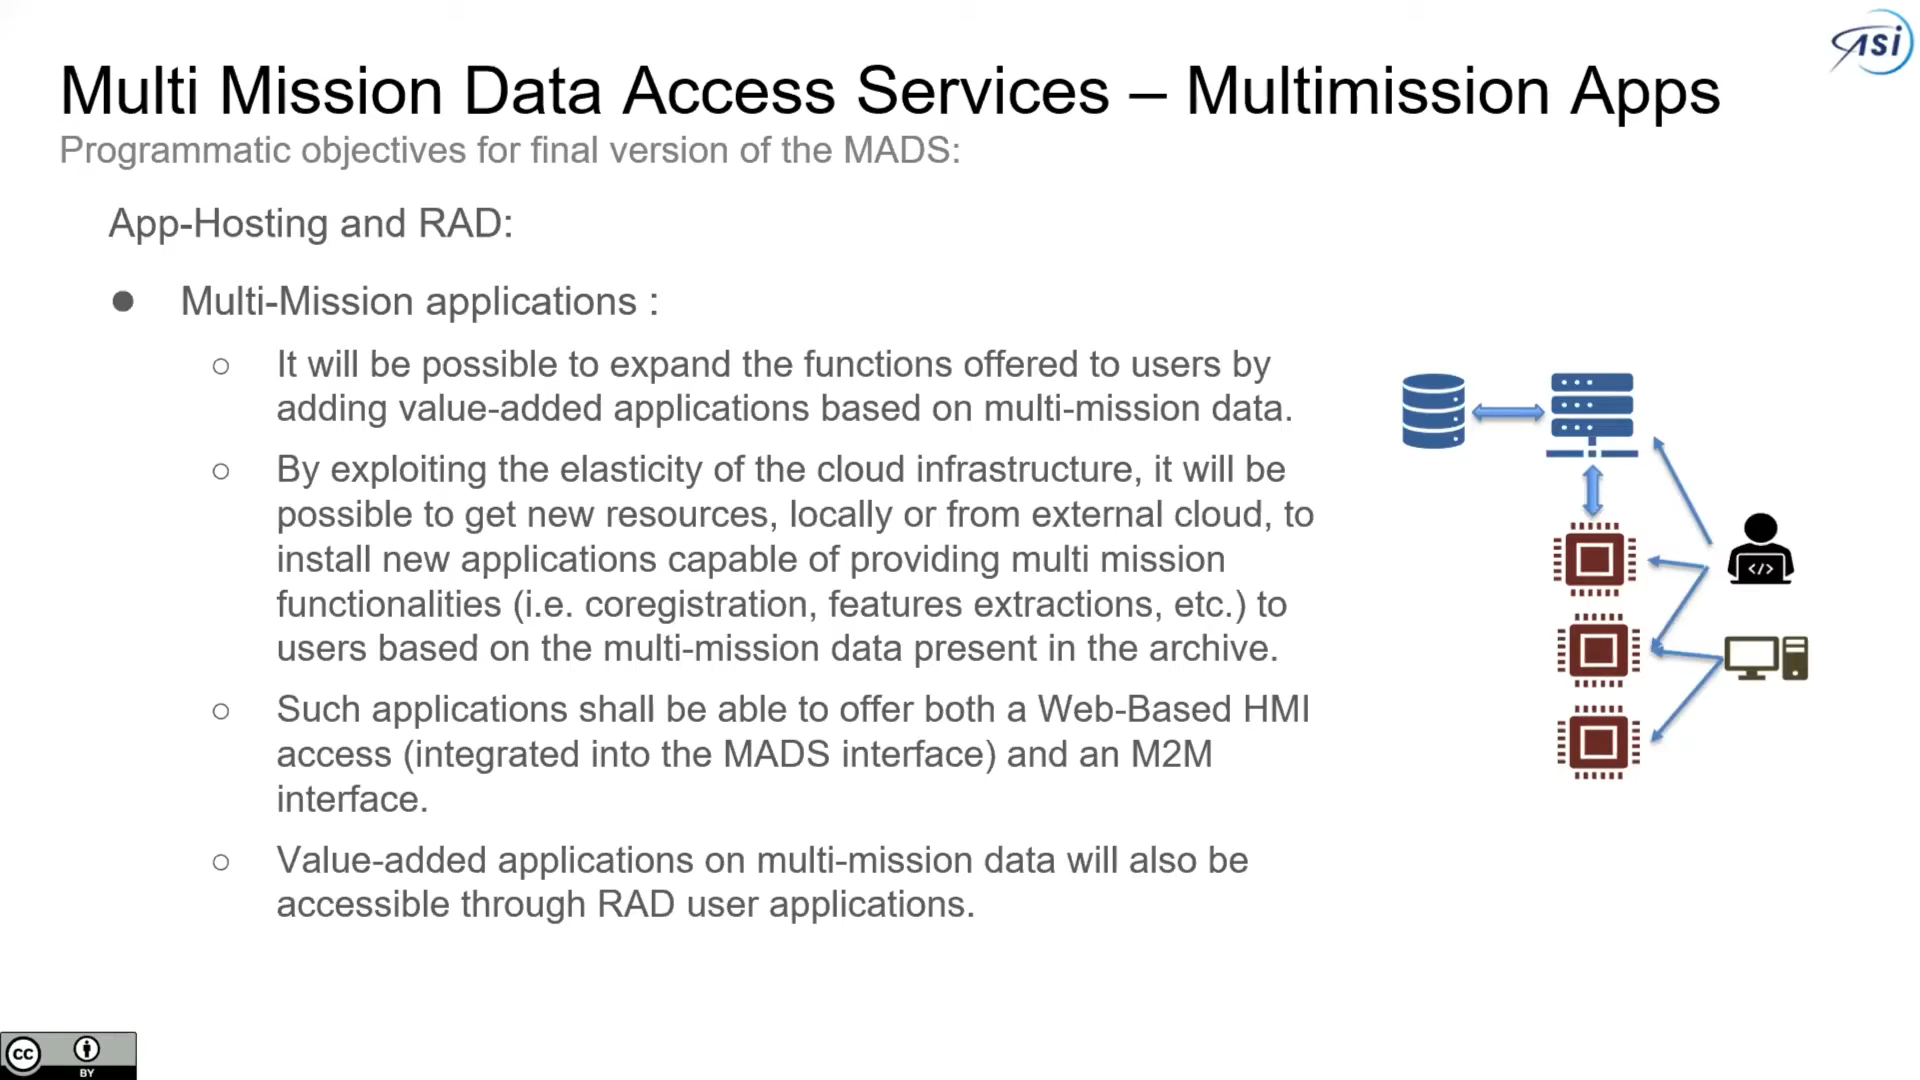 asi
Multi Mission Data Access Services – Multimission Apps
Programmatic objectives for final version of the MADS:
App-Hosting and RAD:
● Multi-Mission applications :
○ It will be possible to expand the functions offered to users by
adding value-added applications based on multi-mission data.
○ By exploiting the elasticity of the cloud infrastructure, it will be
possible to get new resources, locally or from external cloud, to
install new applications capable of providing multi mission
functionalities (i.e. coregistration, features extractions, etc.) to
users based on the multi-mission data present in the archive.
○ Such applications shall be able to offer both a Web-Based HMI
access (integrated into the MADS interface) and an M2M
interface.
○ Value-added applications on multi-mission data will also be
accessible through RAD user applications.
</>
cc
BY